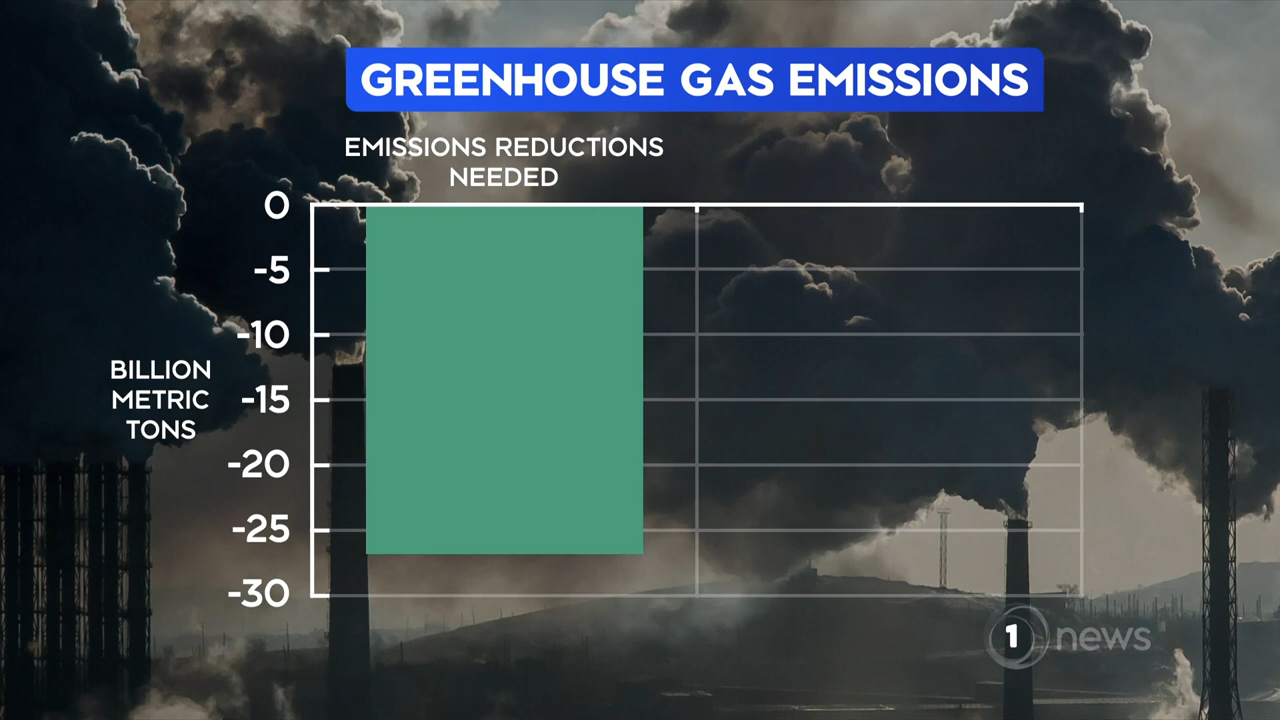 GREENHOUSE GAS EMISSIONS
EMISSIONS REDUCTIONS
NEEDED
0
-5
-10
-15
-20
-25
-30
BILLION
METRIC
TONS
1 news